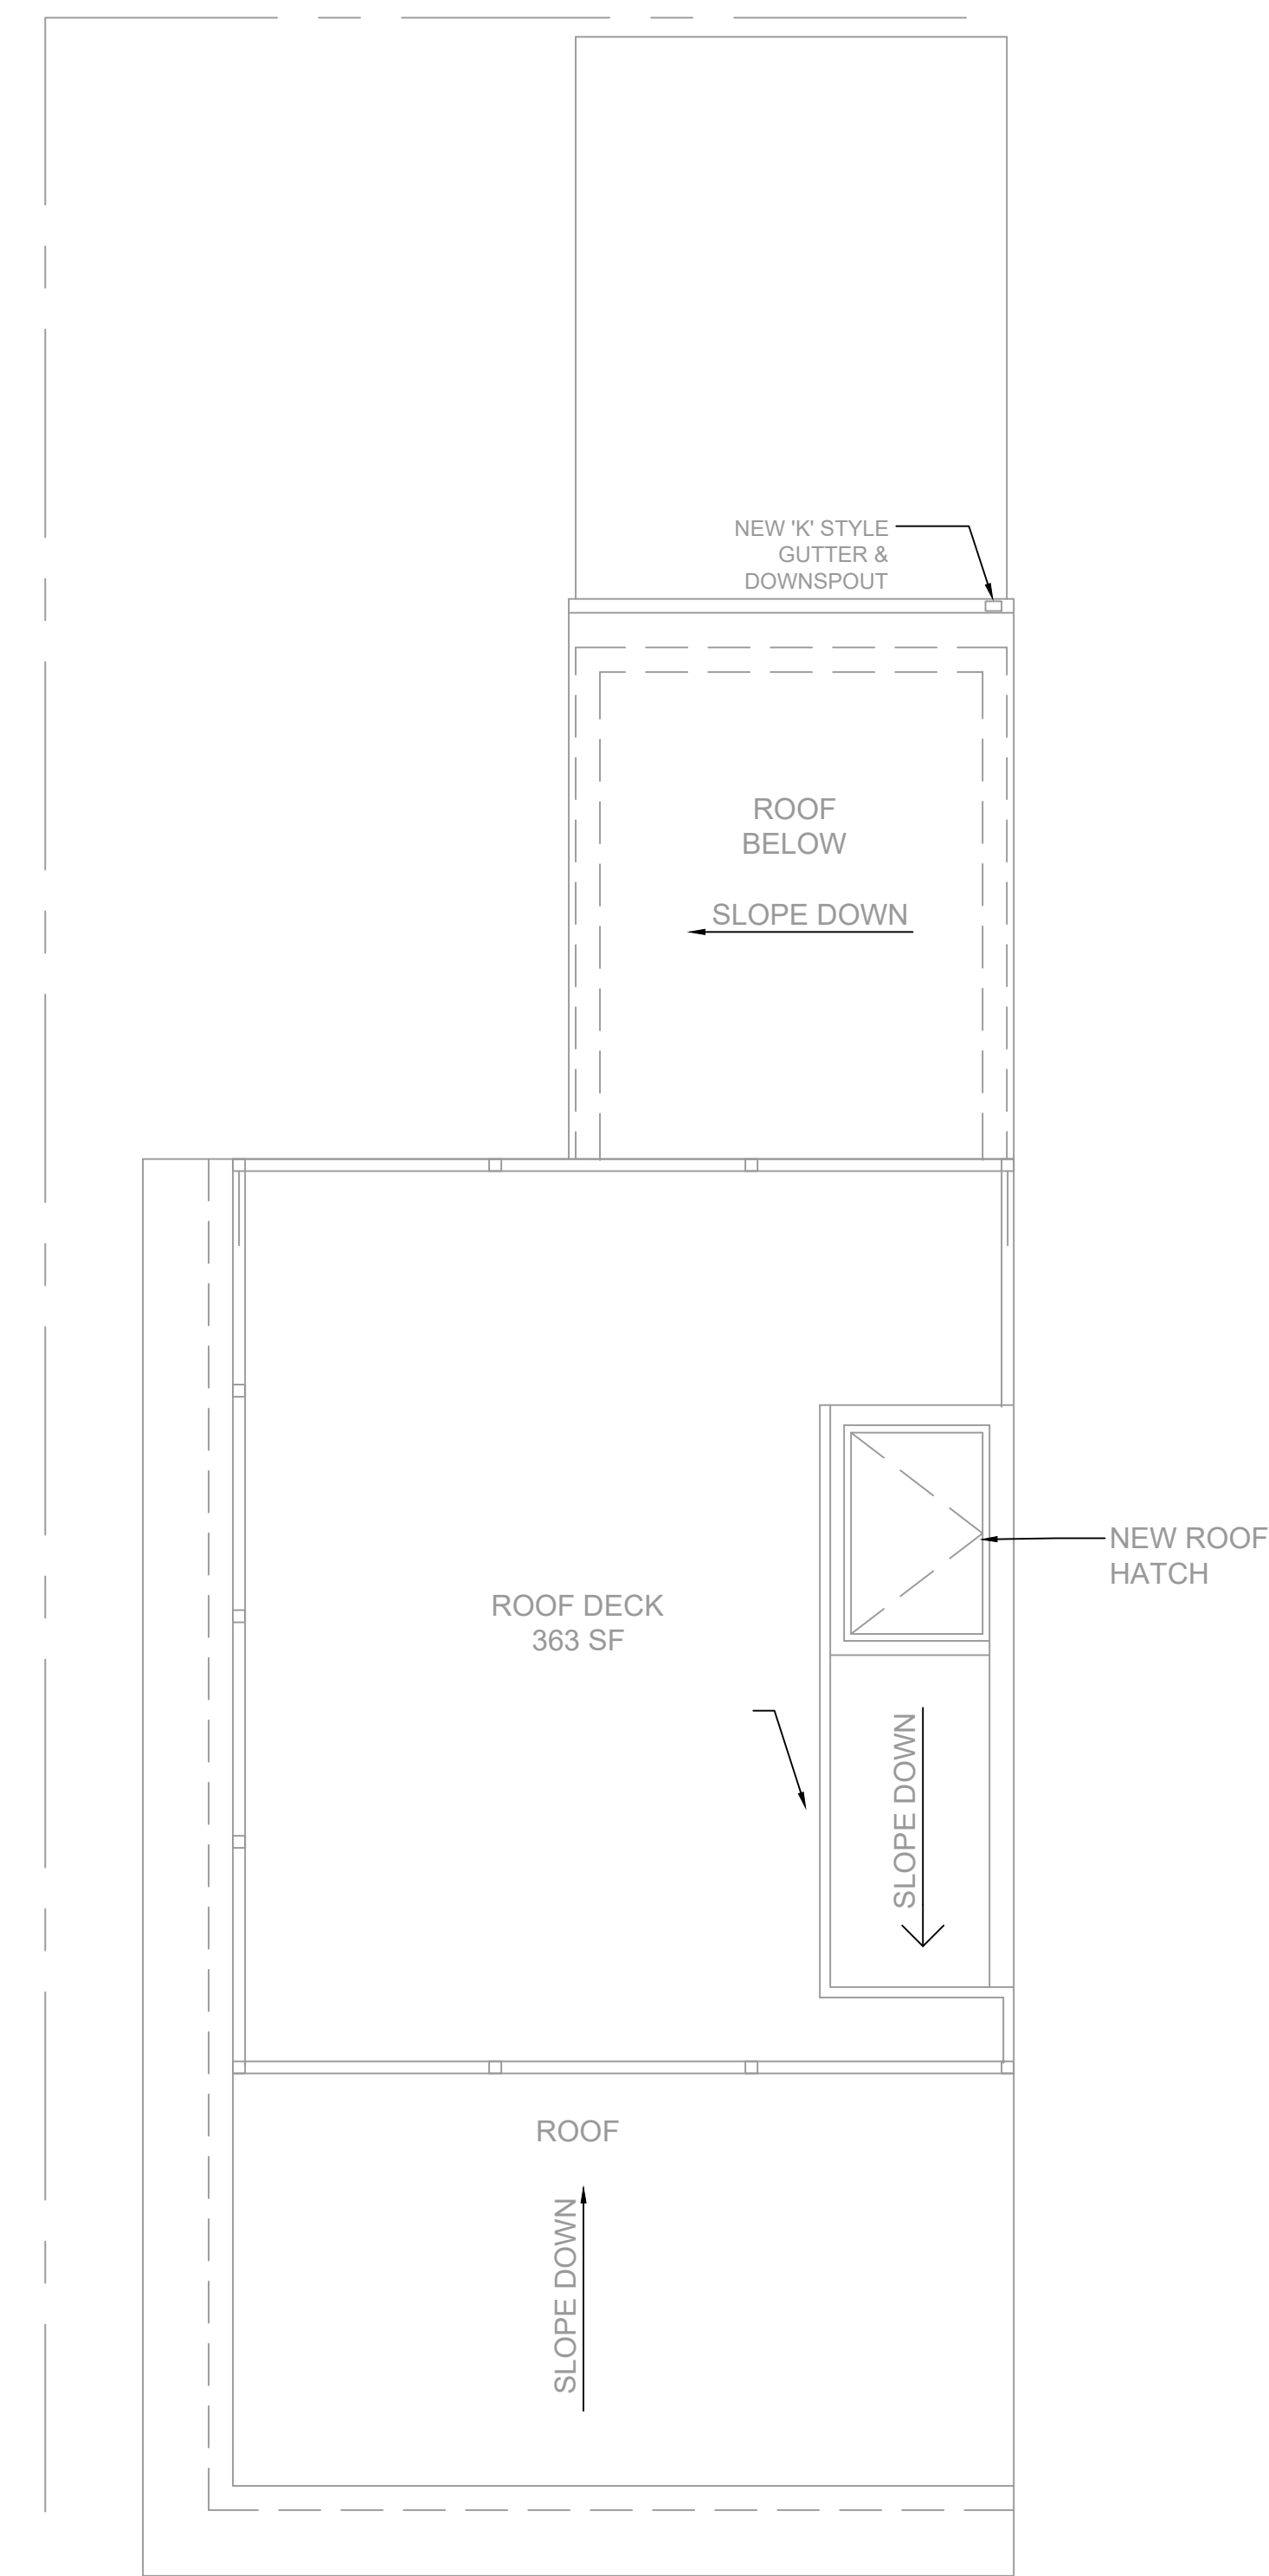 NEW 'K' STYLE
GUTTER &
DOWNSPOUT
ROOF
BELOW
SLOPE DOWN
NEW ROOF
HATCH
ROOF DECK
363 SF
SLOPE DOWN
ROOF
SLOPE DOWN